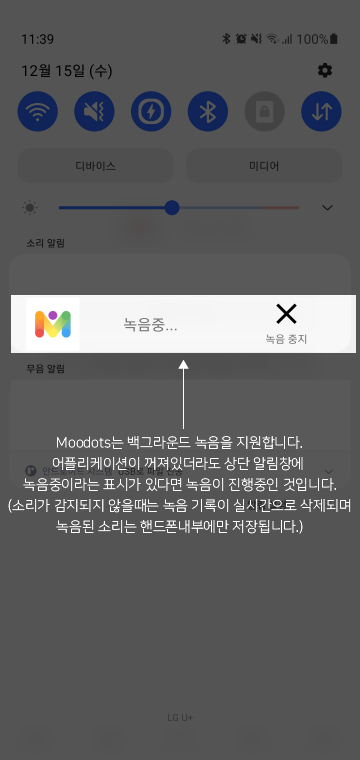 11:39
100%
12월 15일 (수)
디바이스
미디어
소리 알림
녹음중...
녹음 중지
무음 알림
Moodots는 백그라운드 녹음을 지원합니다.
어플리케이션이 꺼져있더라도 상단 알림창에
녹음중이라는 표시가 있다면 녹음이 진행중인 것입니다.
(소리가 감지되지 않을때는 녹음 기록이 실시간으로 삭제되며
녹음된 소리는 핸드폰내부에만 저장됩니다.)
LG U+